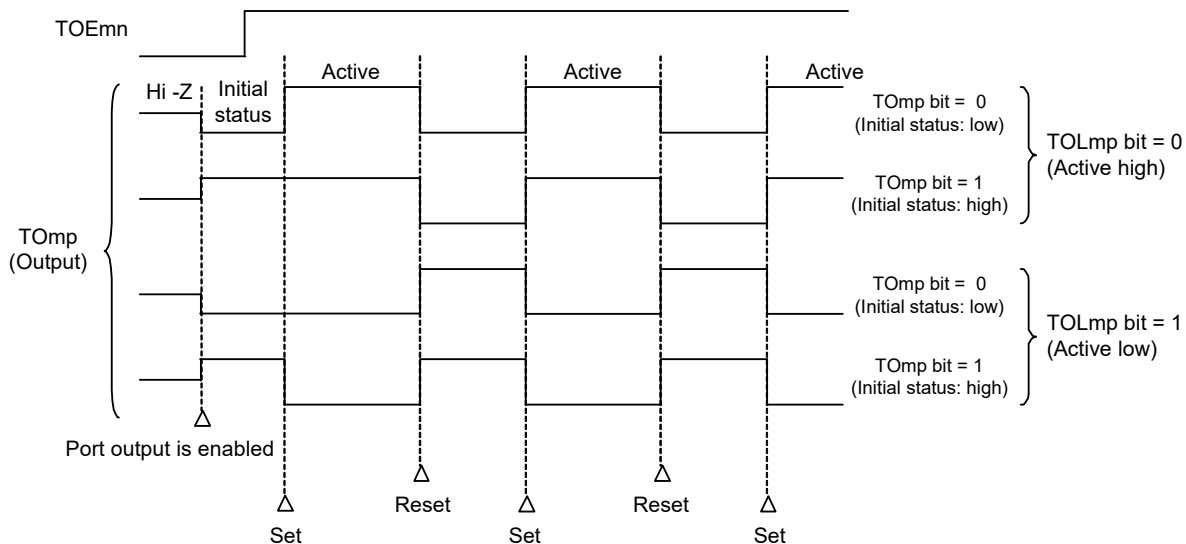 TOEmn
Active
Active
Active
Hi -Z
Initial
status
TOmp bit = 0
(Initial status: low)
TOLmp bit = 0
(Active high)
TOmp bit = 1
(Initial status: high)
TOmp
(Output)
TOmp bit = 0
(Initial status: low)
TOLmp bit = 1
(Active low)
TOmp bit = 1
(Initial status: high)
Port output is enabled
Reset
Reset
Set
Set
Set